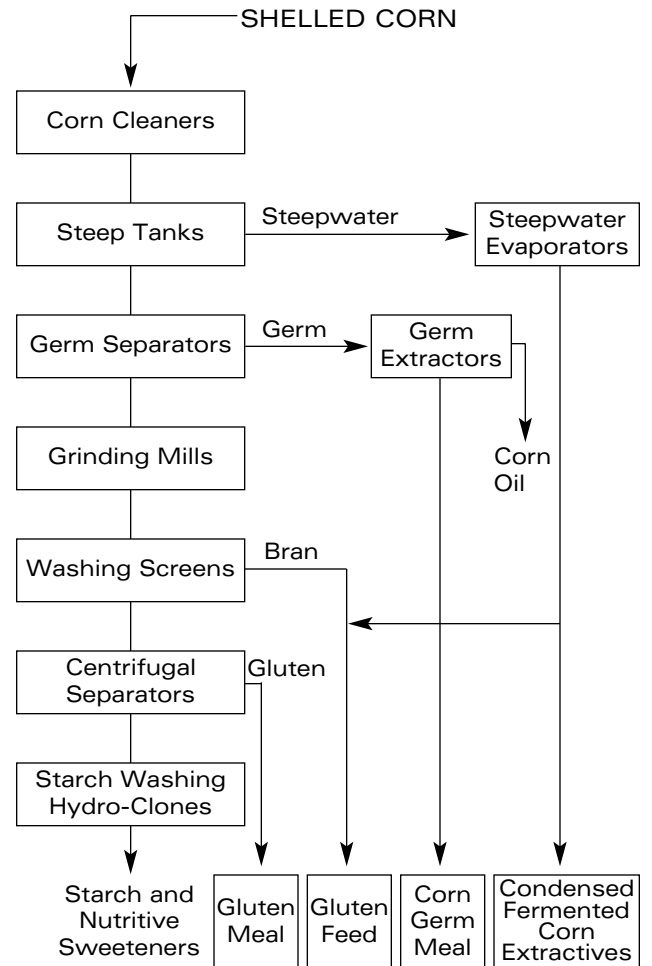 SHELLED CORN
Corn Cleaners
Steep Tanks
Steepwater
Steepwater
Evaporators
Germ Separators
Germ
Germ
Extractors
Corn
Oil
Grinding Mills
Washing Screens
Bran
Centrifugal
Separators
Gluten
Starch Washing
Hydro-Clones
Starch and
Nutritive
Sweeteners
Gluten
Meal
Gluten
Feed
Corn
Germ
Meal
Condensed
Fermented
Corn
Extractives